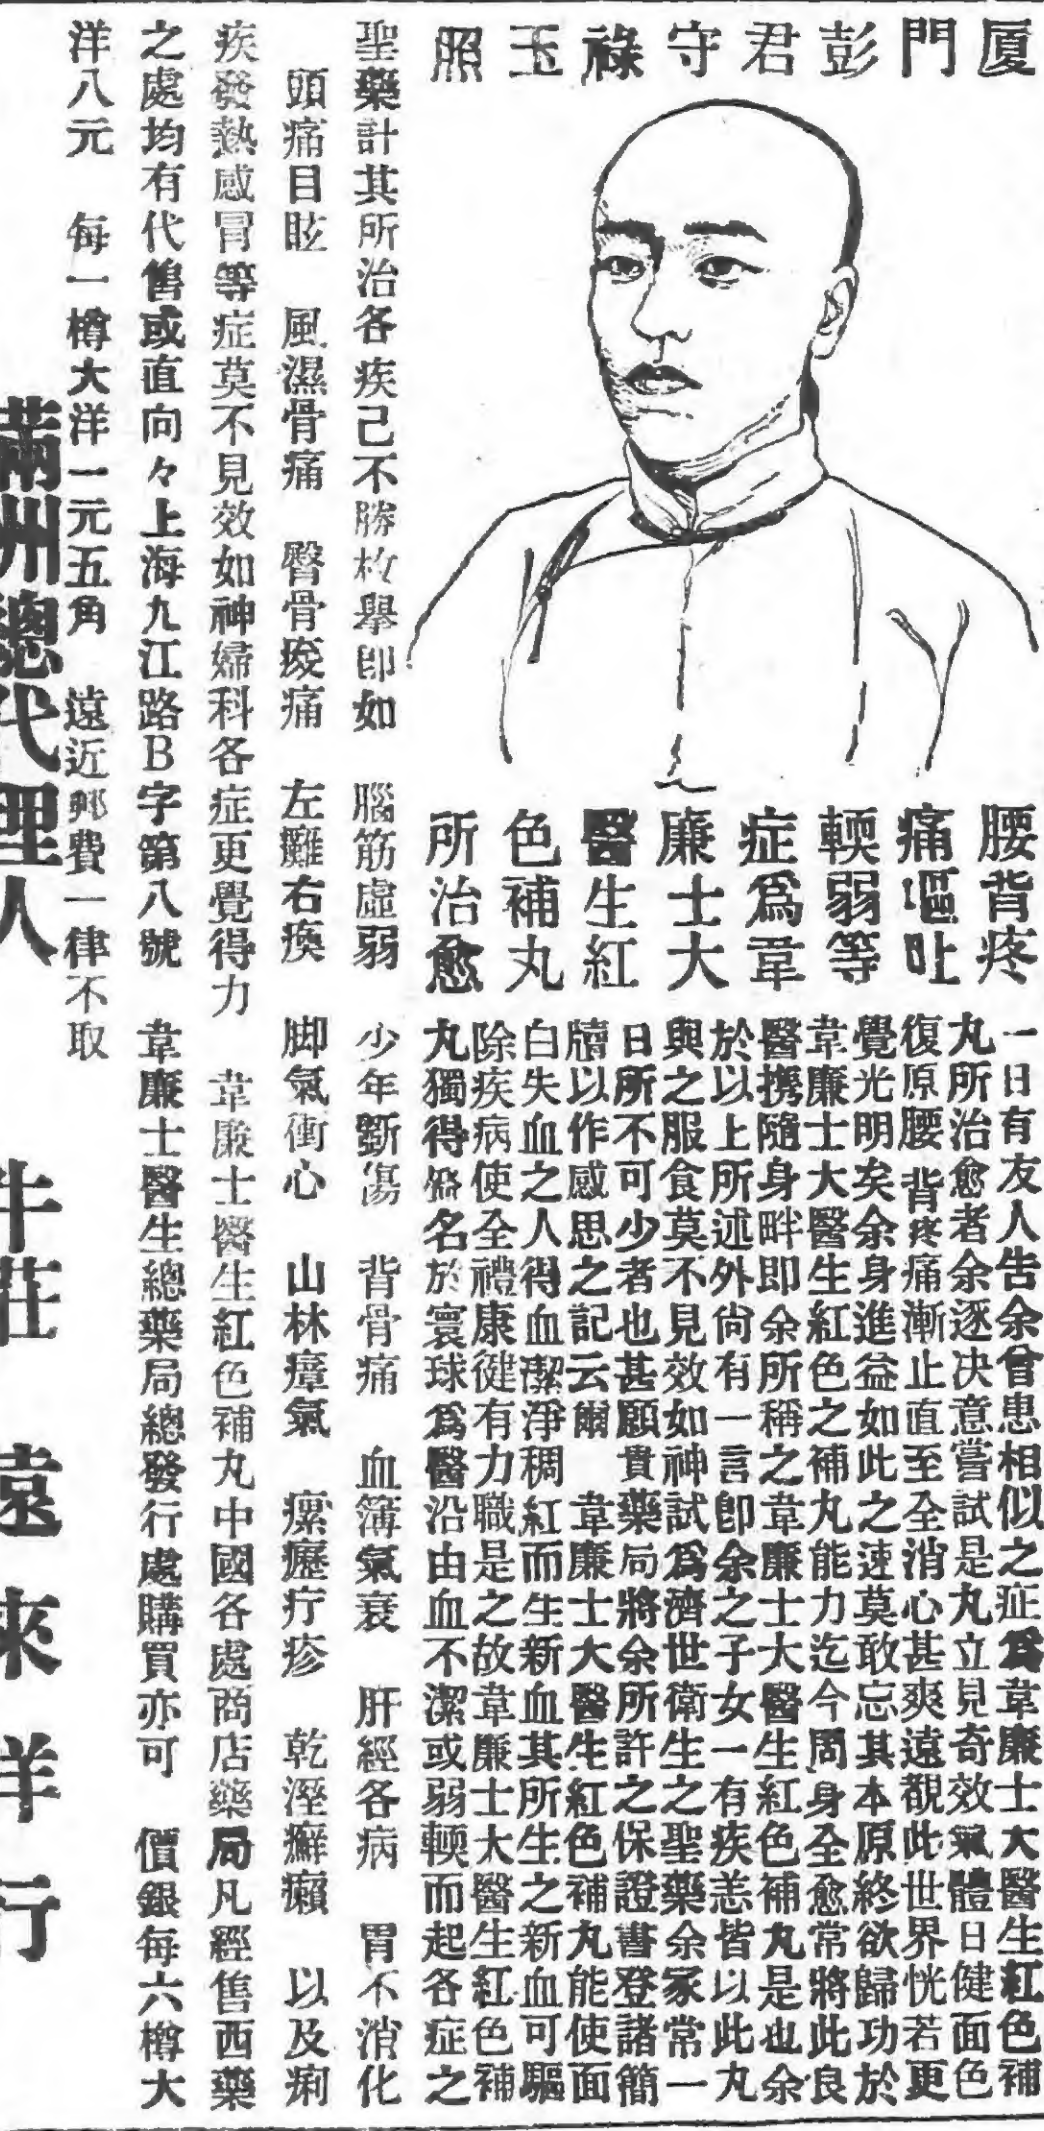 厦門彭君守祿玉照
腰背疼
痛嘔吐
輭弱等
症爲韋
廉士大
醫生紅
色補丸
所治愈
一日有友人告余曾患相似之症爲韋廉士大醫生紅色補
丸所治愈者余逐决意嘗試是丸立見奇效氣體日健面色
復原腰背疼痛漸止直至全消心甚爽遠覩此世界恍若更
覺光明矣余身進益如此之速莫敢忘其本原終欲歸功於
韋廉士大醫生紅色之補丸能力迄今周身全愈常將此良
醫携隨身畔即余所稱之韋廉士大醫生紅色補丸是也余
於以上所述外尙有一言卽余之子女一有疾恙皆以此丸
與之服食莫不見效如神試爲濟世衛生之聖藥余家常一
日所不可少者也甚願貴藥局將余所許之保證書登諸簡
牘以作感思之記云爾　韋廉士大醫生紅色補丸能使面
白失血之人得血潔淨稠紅而生新血其所生之新血可驅
除疾病使全禮康健有力職是之故韋廉士大醫生紅色補
丸獨得名於寰球爲醫沿由血不潔或弱輭而起各症之
聖藥計其所治各疾己不勝枚舉卽如　腦筋虛弱　少年斲傷　背骨痛　血薄氣衰　肝經各病　胃不消化
頭痛目眩　風濕骨痛　臀骨痠痛　左癱右瘓　脚氣衝心　山林瘴氣　瘰癧疔疹　乾溼癬癩　以及痢
疾發熱感冒等症莫不見效如神婦科各症更覺得力　韋廉士醫生紅色補丸中國各處商店藥局凡經售西藥
之處均有代售或直向々上海九江路B字第八號　韋廉士醫生總藥局總發行處購買亦可　價銀每六樽大
洋八元　每一樽大洋一元五角　遠近郵費一律不取
滿洲總代理人　牛莊　遠來洋行